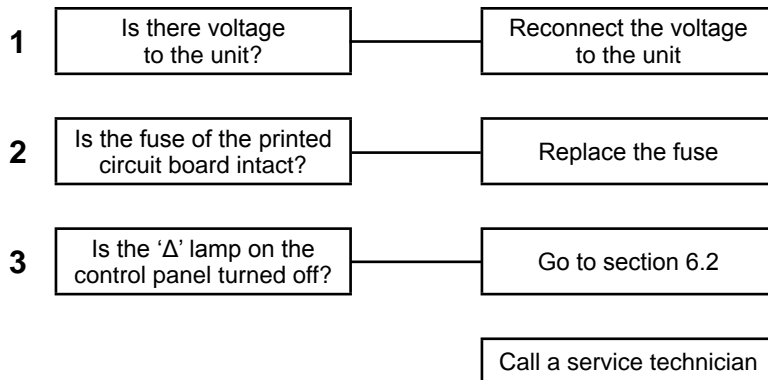 1
Is there voltage
to the unit?
Reconnect the voltage
to the unit
2
Is the fuse of the printed
circuit board intact?
Replace the fuse
3
Is the ‘Δ’ lamp on the
control panel turned off?
Go to section 6.2
Call a service technician